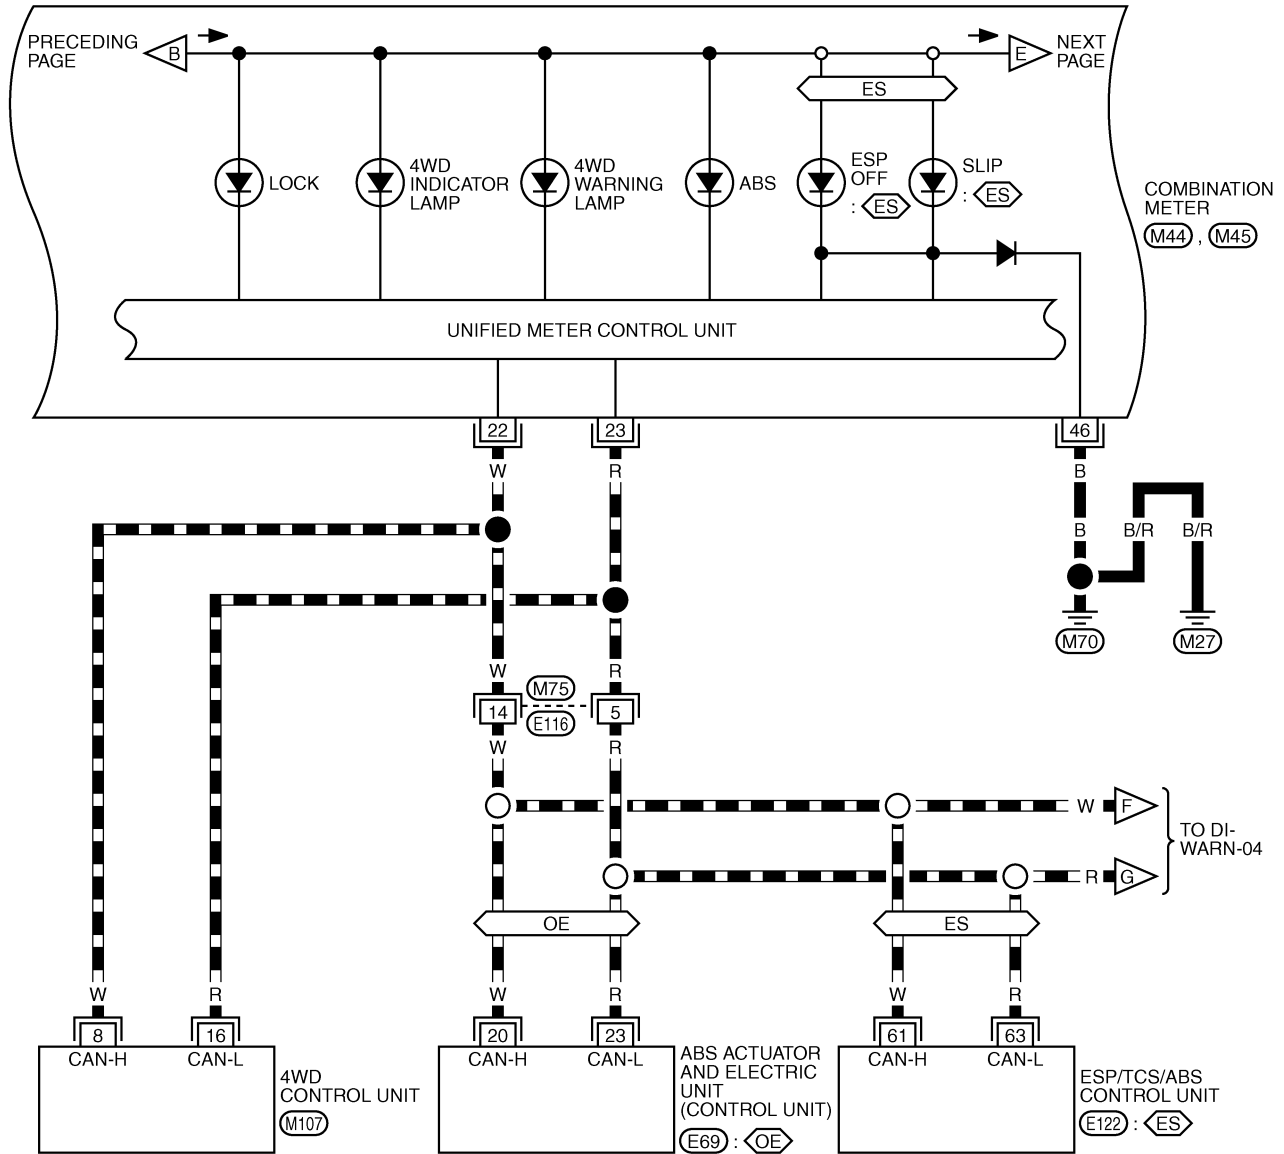 PRECEDING
PAGE
B
E
NEXT
PAGE
ES
LOCK
4WD
INDICATOR
LAMP
4WD
WARNING
LAMP
ABS
ESP
OFF
: ES
SLIP
: ES
COMBINATION
METER
M44 , M45
UNIFIED METER CONTROL UNIT
22
23
46
W
R
B
B
B/R
B/R
M70
M27
W
R
M75
14
5
E116
W
R
W
F
TO DI-
WARN-04
R
G
OE
ES
W
R
W
R
W
R
8
16
20
23
61
63
CAN-H
CAN-L
CAN-H
CAN-L
CAN-H
CAN-L
4WD
CONTROL UNIT
M107
ABS ACTUATOR
AND ELECTRIC
UNIT
(CONTROL UNIT)
E69 : OE
ESP/TCS/ABS
CONTROL UNIT
E122 : ES